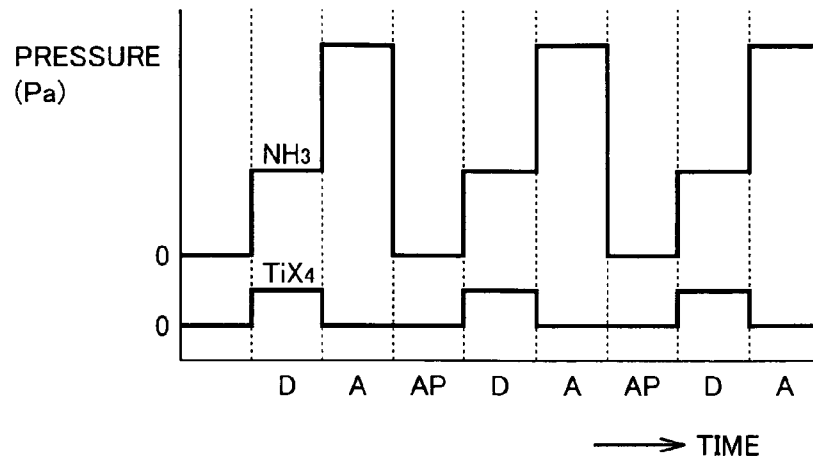 PRESSURE
(Pa)
NH3
0
TiX4
0
D A AP D A AP D A
TIME